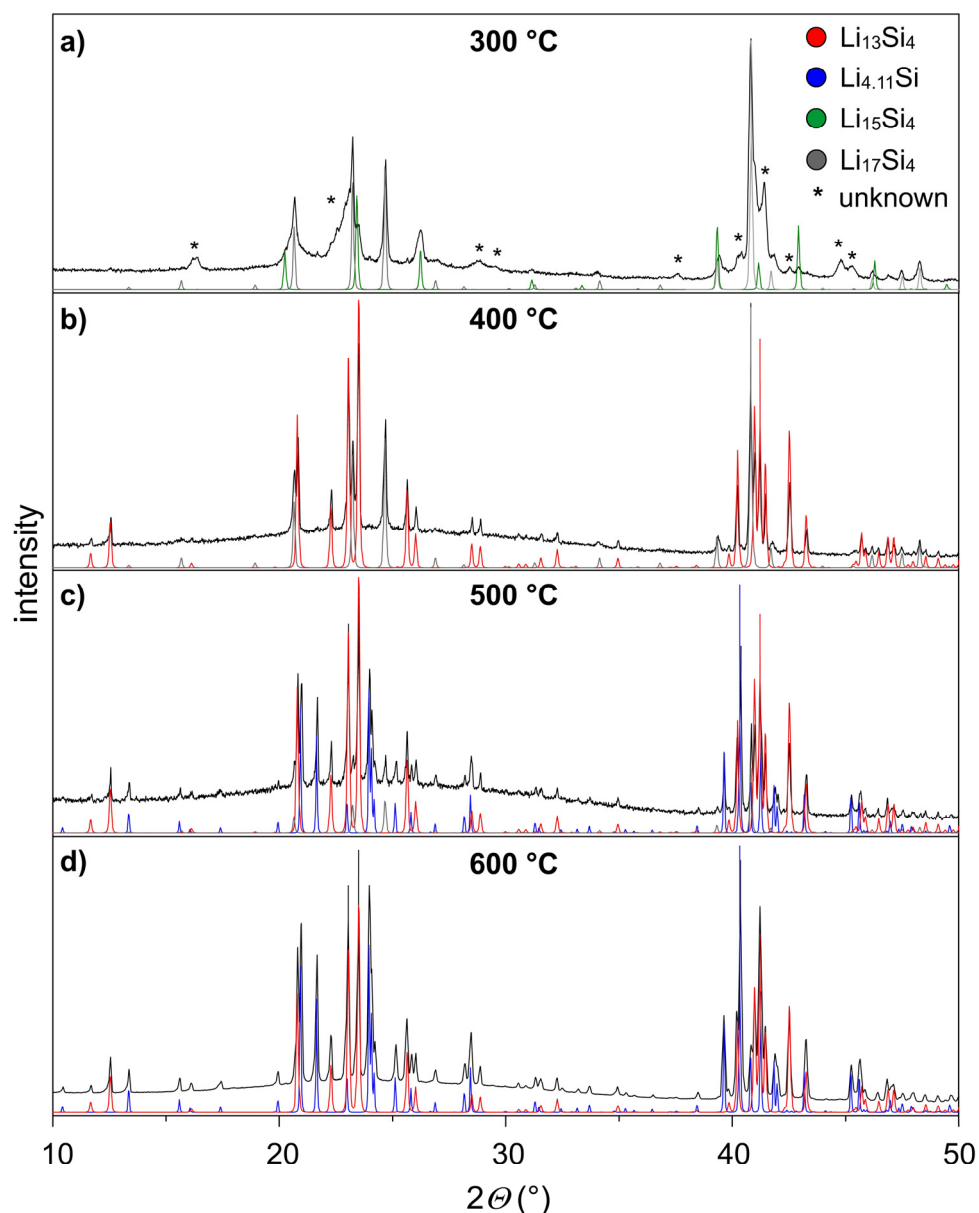 a)
300 °C
Li₁₃Si₄
Li₄.₁₁Si
Li₁₅Si₄
Li₁₇Si₄
* unknown
* * * * * * * * * *
b)
400 °C
c)
500 °C
d)
600 °C
intensity
10 20 30 40 50
2Θ (°)